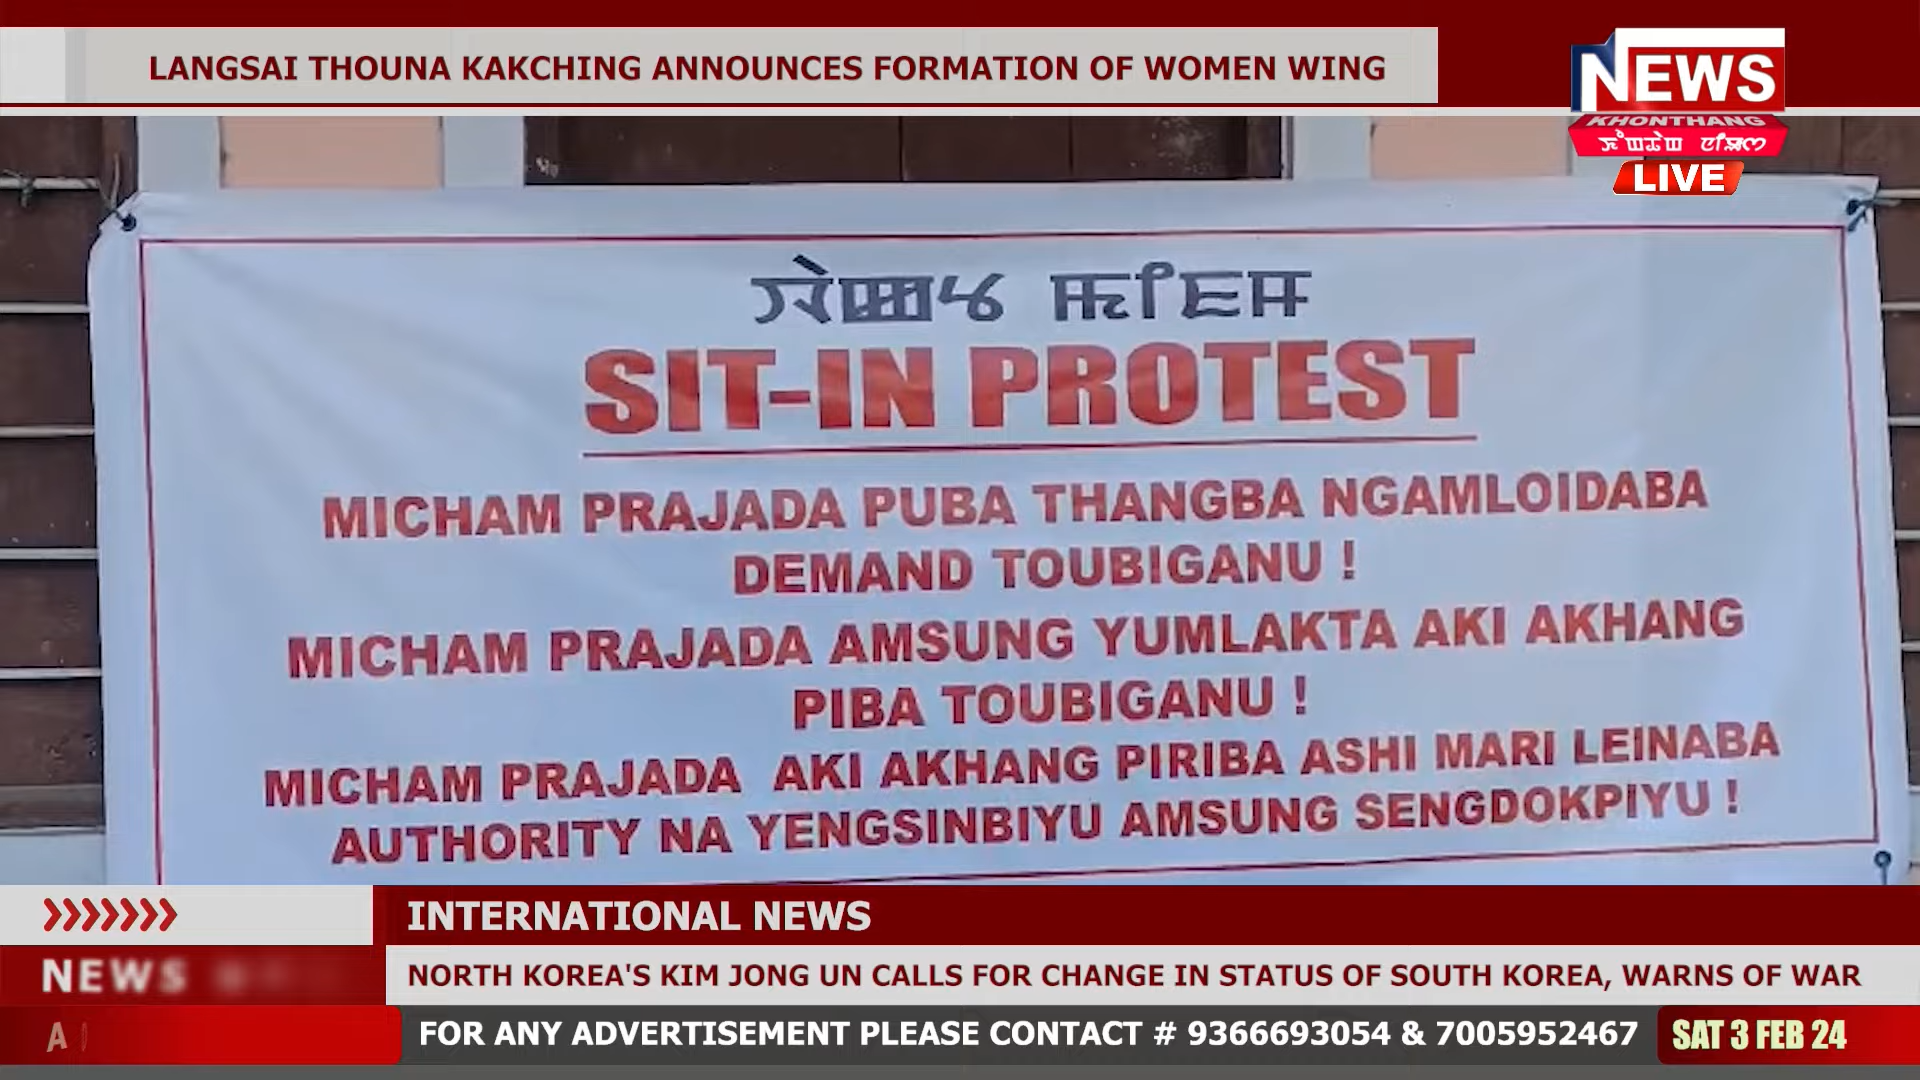 LANGSAI THOUNA KAKCHING ANNOUNCES FORMATION OF WOMEN WING
NEWS
KHONTHANG
LIVE
ꯃꯤꯐꯝ
SIT-IN PROTEST
MICHAM PRAJADA PUBA THANGBA NGAMLOIDABA
DEMAND TOUBIGANU !
MICHAM PRAJADA AMSUNG YUMLAKTA AKI AKHANG
PIBA TOUBIGANU !
MICHAM PRAJADA AKI AKHANG PIRIBA ASHI MARI LEINABA
AUTHORITY NA YENGSINBIYU AMSUNG SENGDOKPIYU !
INTERNATIONAL NEWS
NEWS
NORTH KOREA'S KIM JONG UN CALLS FOR CHANGE IN STATUS OF SOUTH KOREA, WARNS OF WAR
A
FOR ANY ADVERTISEMENT PLEASE CONTACT # 9366693054 & 7005952467
SAT 3 FEB 24